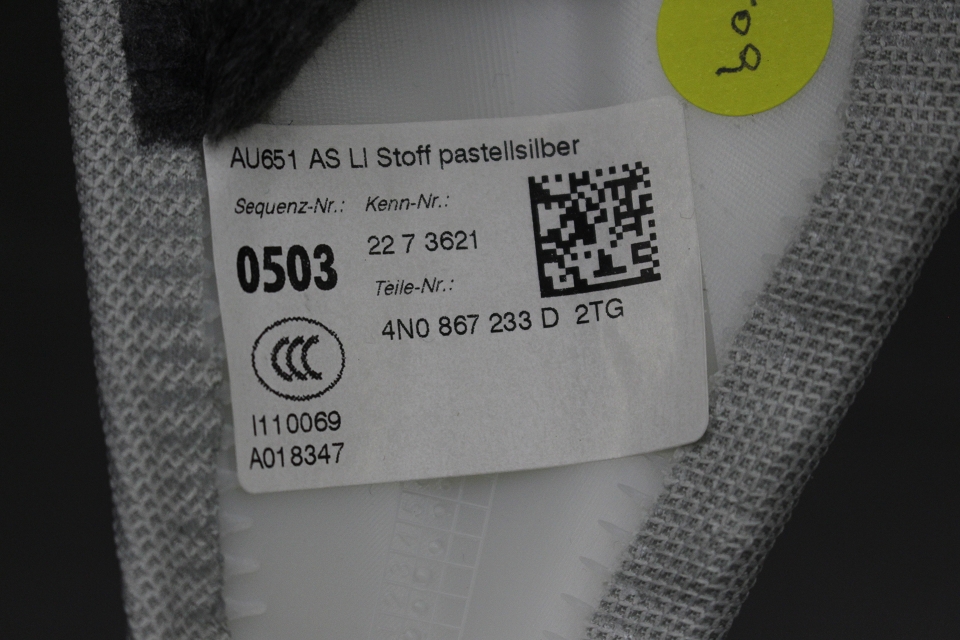 AU651 AS LI Stoff pastellsilber
Sequenz-Nr.: Kenn-Nr.:
0503
22 7 3621
Teile-Nr.:
4N0 867 233 D 2TG
CCC
I110069
A018347